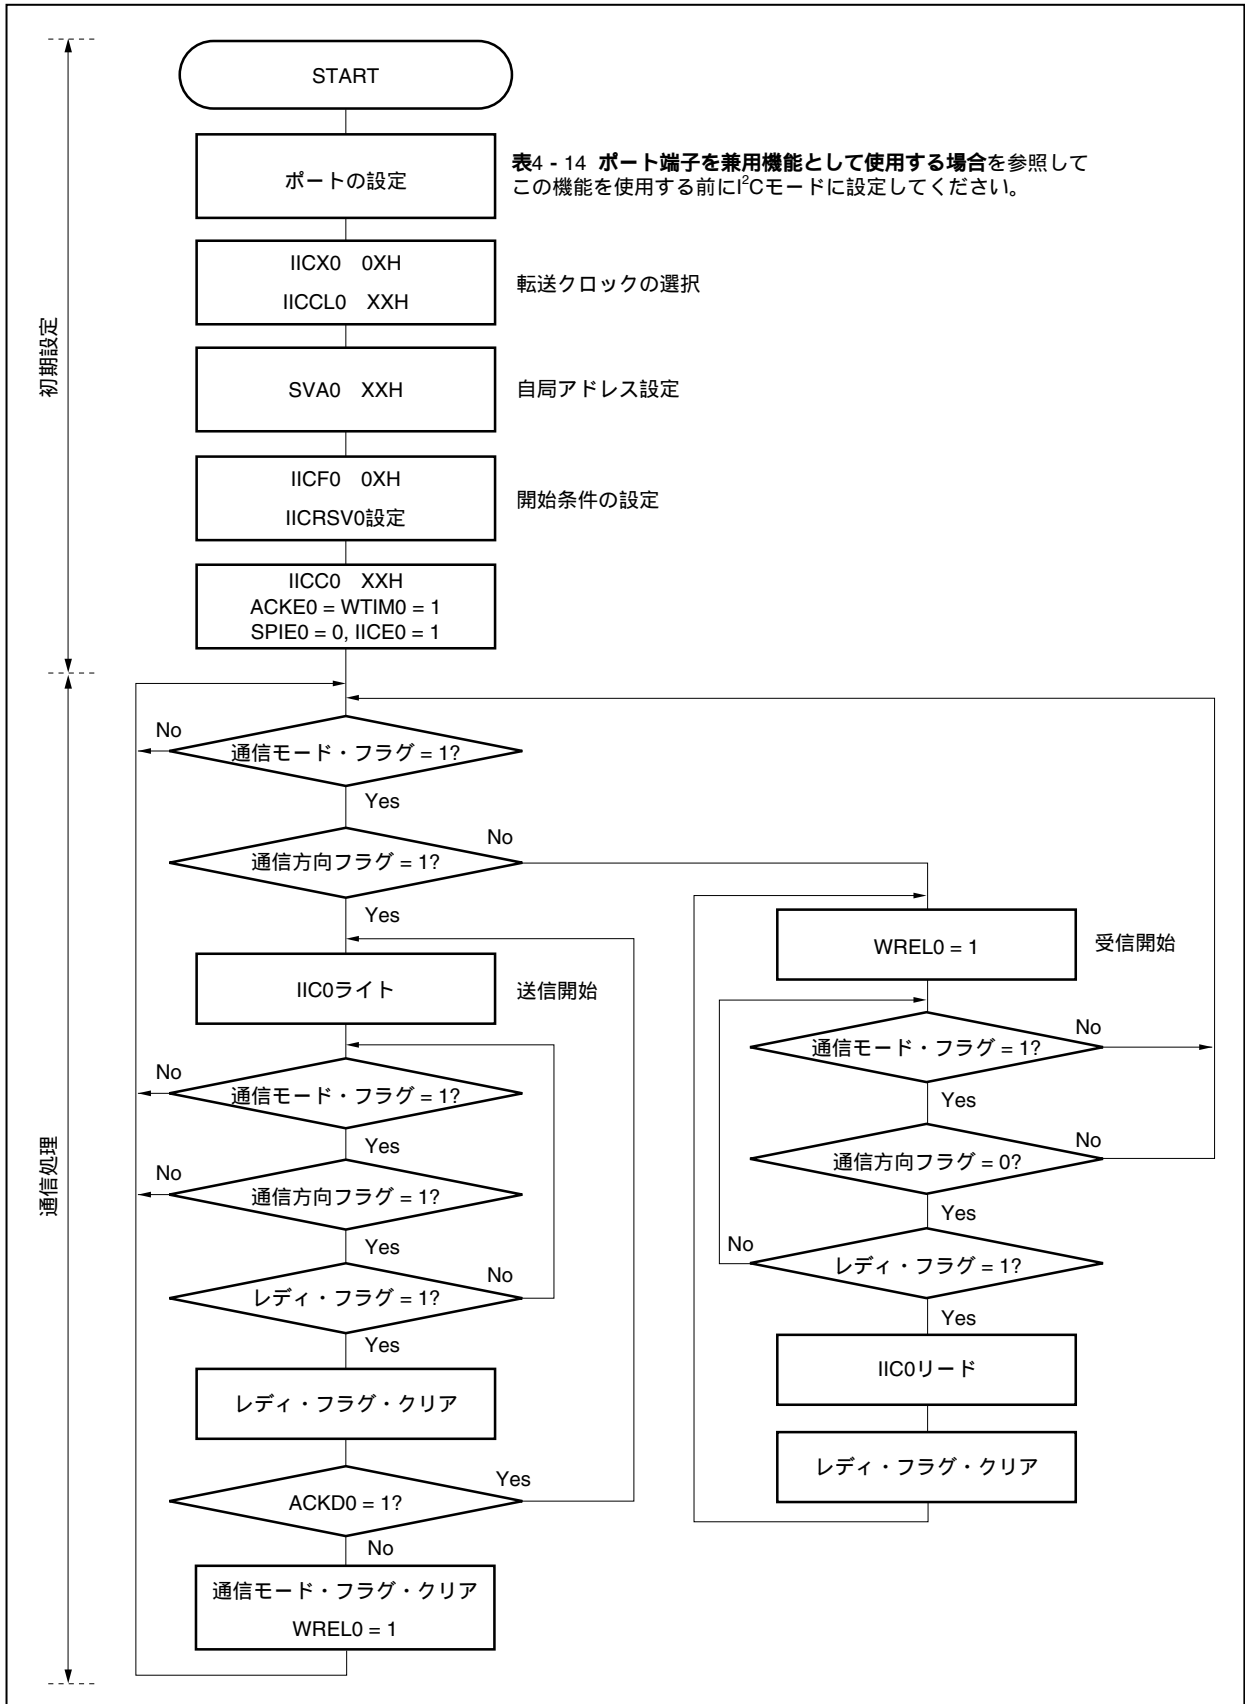 START
ポートの設定
表4 - 14 ポート端子を兼用機能として使用する場合を参照して
この機能を使用する前にI²Cモードに設定してください。
IICX0 0XH
IICCL0 XXH
転送クロックの選択
SVA0 XXH
自局アドレス設定
IICF0 0XH
IICRSV0設定
開始条件の設定
IICC0 XXH
ACKE0 = WTIM0 = 1
SPIE0 = 0, IICE0 = 1
初期設定
通信モード・フラグ = 1?
No
Yes
通信方向フラグ = 1?
No
Yes
IIC0ライト
送信開始
通信モード・フラグ = 1?
No
Yes
通信方向フラグ = 1?
No
Yes
レディ・フラグ = 1?
No
Yes
レディ・フラグ・クリア
ACKD0 = 1?
Yes
No
通信モード・フラグ・クリア
WREL0 = 1
WREL0 = 1
受信開始
通信モード・フラグ = 1?
No
Yes
通信方向フラグ = 0?
No
Yes
レディ・フラグ = 1?
No
Yes
IIC0リード
レディ・フラグ・クリア
通信処理